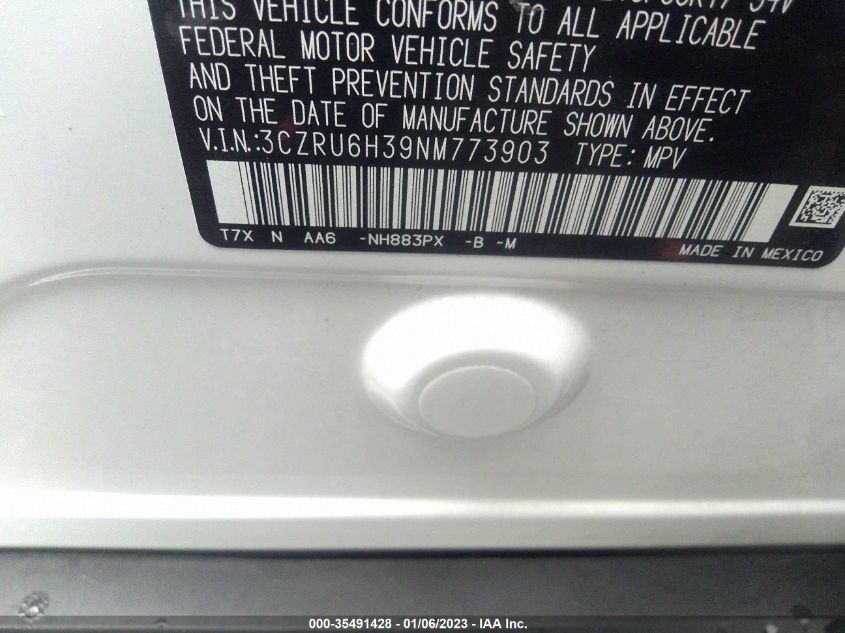 THIS VEHICLE CONFORMS TO ALL APPLICABLE
FEDERAL MOTOR VEHICLE SAFETY
AND THEFT PREVENTION STANDARDS IN EFFECT
ON THE DATE OF MANUFACTURE SHOWN ABOVE.
V.I.N.:3CZRU6H39NM773903 TYPE: MPV
T7X N AA6 -NH883PX -B -M
MADE IN MEXICO
000-35491428 - 01/06/2023 - IAA Inc.